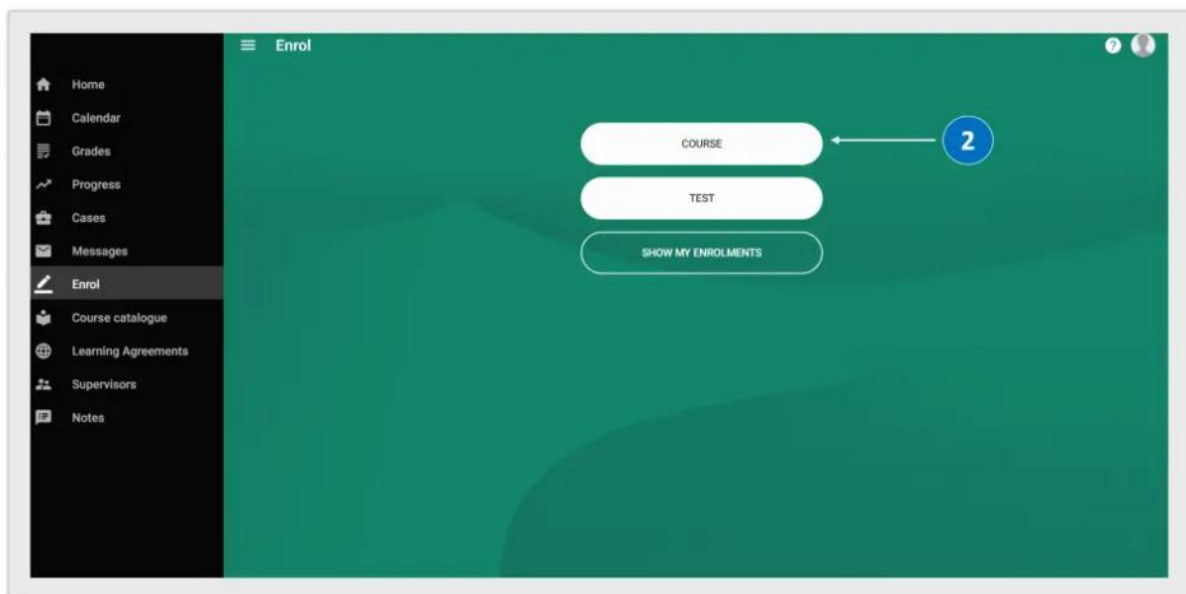 Enrol
?
Home
Calendar
Grades
Progress
Cases
Messages
Enrol
Course catalogue
Learning Agreements
Supervisors
Notes
COURSE
2
TEST
SHOW MY ENROLMENTS